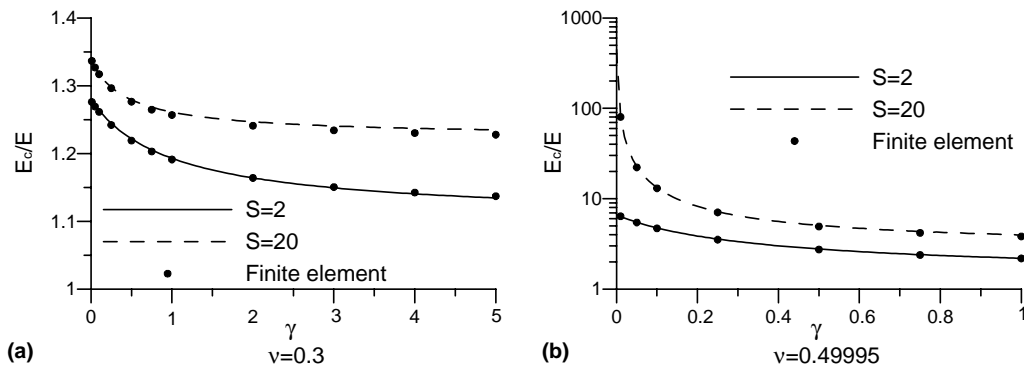 1.4
1.3
1.2
1.1
1
Ec/E
S=2
S=20
Finite element
0 1 2 3 4 5
γ
(a)
ν=0.3
1000
100
10
1
Ec/E
S=2
S=20
Finite element
0 0.2 0.4 0.6 0.8 1
γ
(b)
ν=0.49995